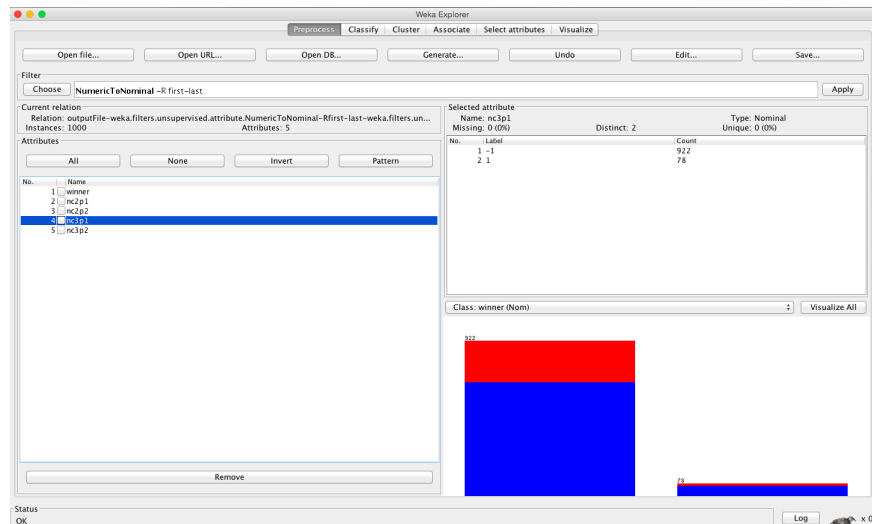 Weka Explorer
Preprocess Classify Cluster Associate Select attributes Visualize
Open file... Open URL... Open DB... Generate... Undo Edit... Save...
Filter
Choose NumericToNominal -R first-last Apply
Current relation
Relation: outputFile-weka.filters.unsupervised.attribute.NumericToNominal-Rfirst-last-weka.filters.un...
Instances: 1000 Attributes: 5
Attributes
All None Invert Pattern
No. Name
1 winner
2 nc2p1
3 nc2p2
4 nc3p1
5 nc3p2
Remove
Selected attribute
Name: nc3p1 Type: Nominal
Missing: 0 (0%) Distinct: 2 Unique: 0 (0%)
No. Label Count
1 -1 922
2 1 78
Class: winner (Nom) Visualize All
922
78
Status
OK
Log x 0